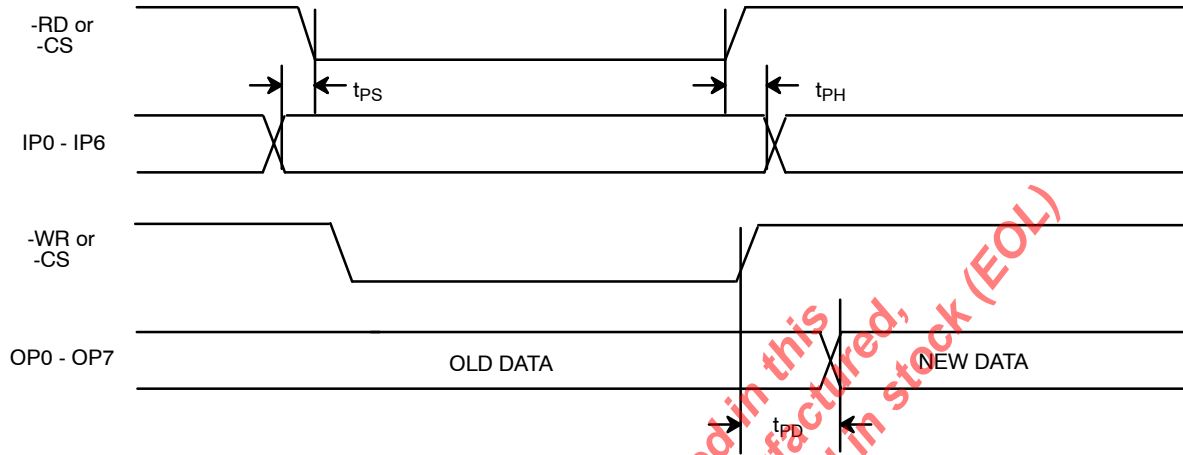 -RD or
-CS
tPS
tPH
IP0 - IP6
-WR or
-CS
OP0 - OP7
OLD DATA
NEW DATA
tPD
in this
in stock (EOL)